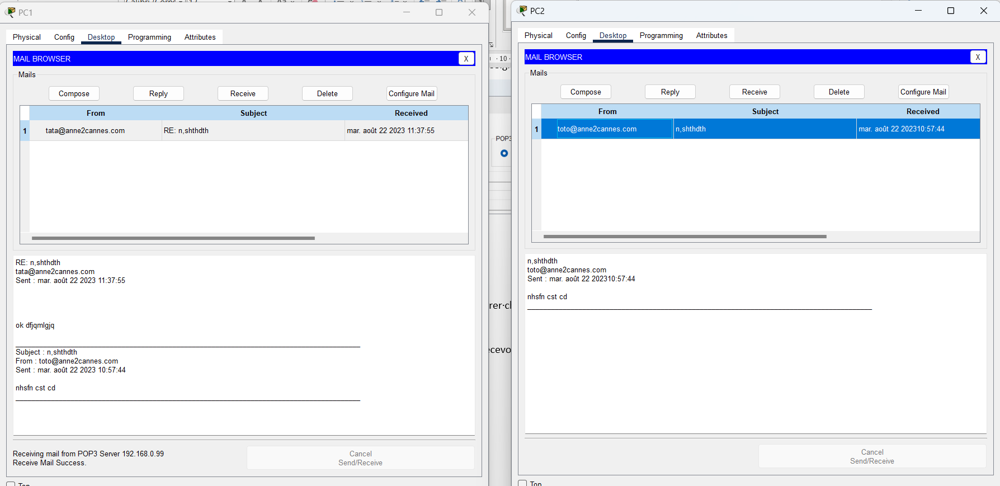 PC1
Physical Config Desktop Programming Attributes
MAIL BROWSER X
Mails
Compose Reply Receive Delete Configure Mail
From Subject Received
1 tata@anne2cannes.com RE: n,shthdth mar. août 22 2023 11:37:55
RE: n,shthdth
tata@anne2cannes.com
Sent : mar. août 22 2023 11:37:55
ok dfjqmlgjq
Subject : n,shthdth
From : toto@anne2cannes.com
Sent : mar. août 22 2023 10:57:44
nhsfn cst cd
Receiving mail from POP3 Server 192.168.0.99
Receive Mail Success.
Cancel
Send/Receive
Top
· 10 ·
POP3
rer·cl
ecevo
PC2
Physical Config Desktop Programming Attributes
MAIL BROWSER X
Mails
Compose Reply Receive Delete Configure Mail
From Subject Received
1 toto@anne2cannes.com n,shthdth mar. août 22 202310:57:44
n,shthdth
toto@anne2cannes.com
Sent : mar. août 22 202310:57:44
nhsfn cst cd
Cancel
Send/Receive
Top